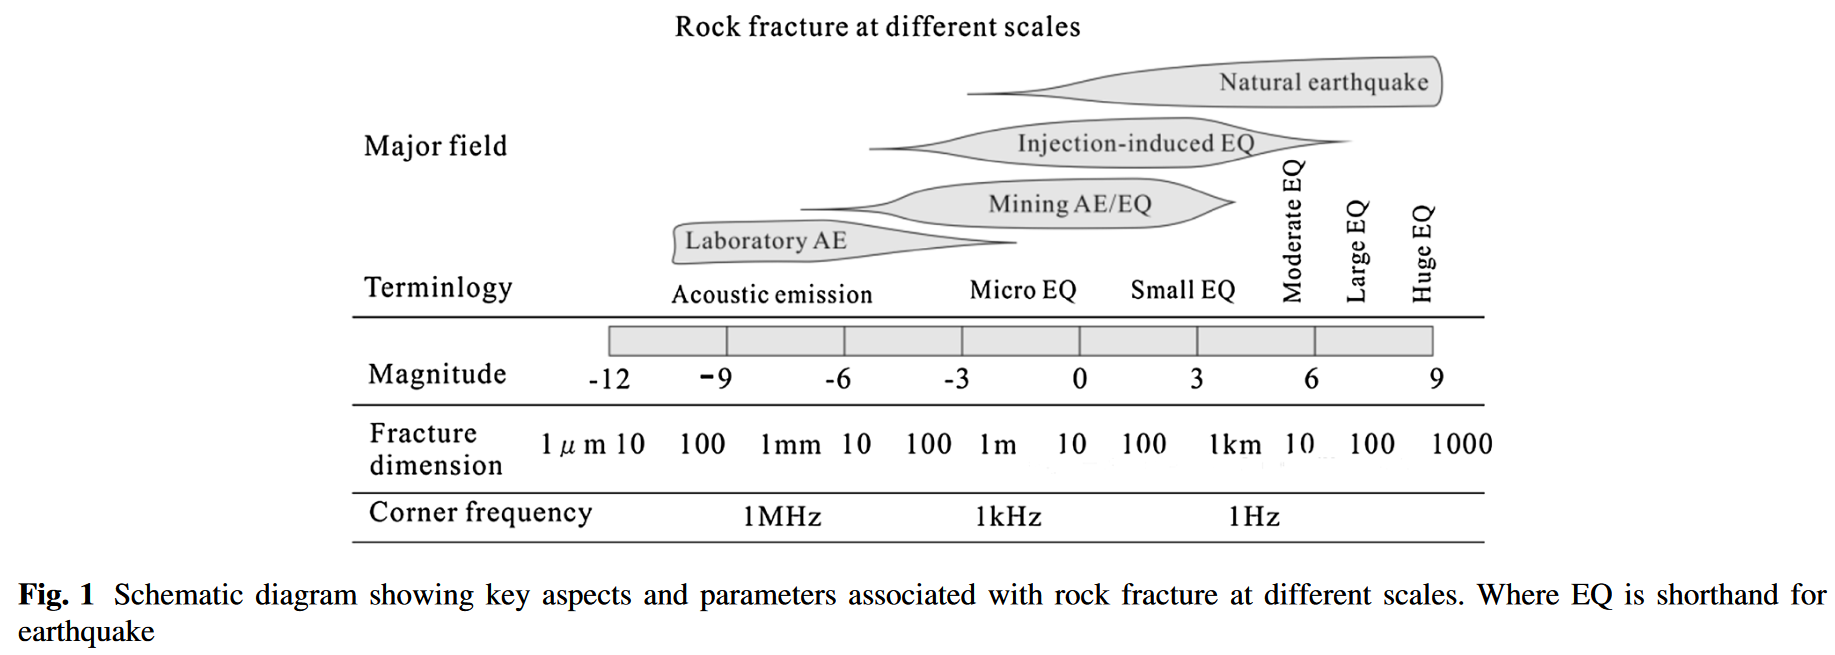 Rock fracture at different scales
Natural earthquake
Major field
Injection-induced EQ
Mining AE/EQ
Laboratory AE
Moderate EQ
Large EQ
Huge EQ
Terminlogy
Acoustic emission
Micro EQ
Small EQ
Magnitude
-12 -9 -6 -3 0 3 6 9
Fracture
dimension
1 μ m 10 100 1mm 10 100 1m 10 100 1km 10 100 1000
Corner frequency
1MHz 1kHz 1Hz
Fig. 1 Schematic diagram showing key aspects and parameters associated with rock fracture at different scales. Where EQ is shorthand for
earthquake